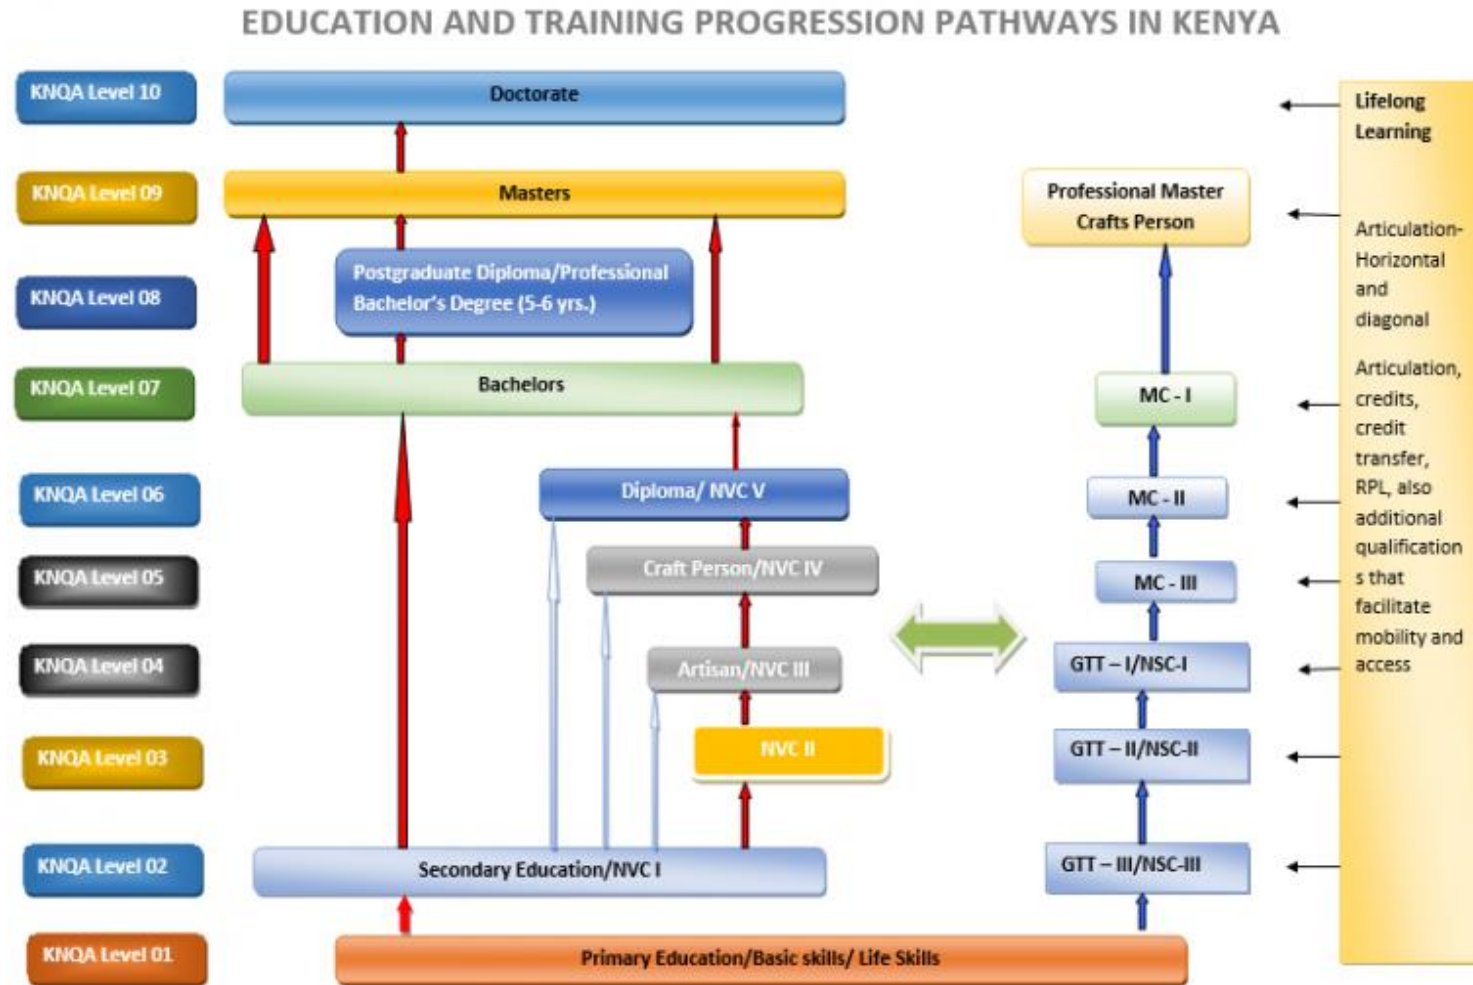 EDUCATION AND TRAINING PROGRESSION PATHWAYS IN KENYA
KNQA Level 10
Doctorate
KNQA Level 09
Masters
Professional Master
Crafts Person
KNQA Level 08
Postgraduate Diploma/Professional
Bachelor's Degree (5-6 yrs.)
KNQA Level 07
Bachelors
MC - I
KNQA Level 06
Diploma/ NVC V
MC - II
KNQA Level 05
Craft Person/NVC IV
MC - III
KNQA Level 04
Artisan/NVC III
GTT – I/NSC-I
KNQA Level 03
NVC II
GTT – II/NSC-II
KNQA Level 02
Secondary Education/NVC I
GTT – III/NSC-III
KNQA Level 01
Primary Education/Basic skills/ Life Skills
Lifelong
Learning
Articulation-
Horizontal
and
diagonal
Articulation,
credits,
credit
transfer,
RPL, also
additional
qualification
s that
facilitate
mobility and
access